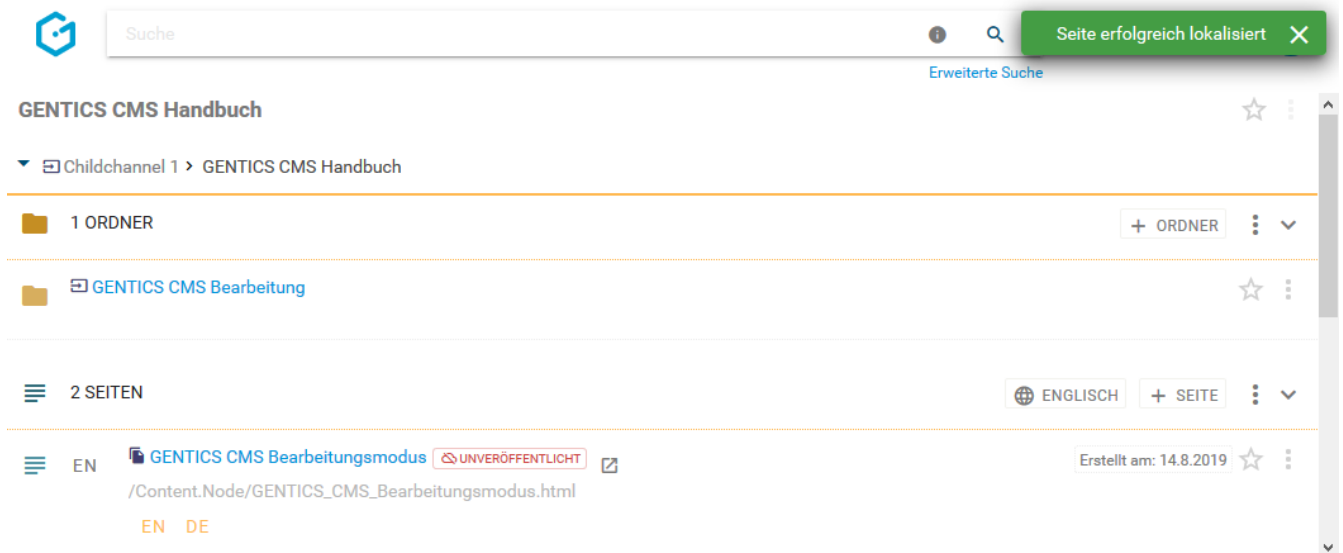 Suche
Seite erfolgreich lokalisiert
Erweiterte Suche
GENTICS CMS Handbuch
Childchannel 1 > GENTICS CMS Handbuch
1 ORDNER
+ ORDNER
GENTICS CMS Bearbeitung
2 SEITEN
ENGLISCH
+ SEITE
EN
GENTICS CMS Bearbeitungsmodus
UNVERÖFFENTLICHT
Erstellt am: 14.8.2019
/Content.Node/GENTICS_CMS_Bearbeitungsmodus.html
EN DE